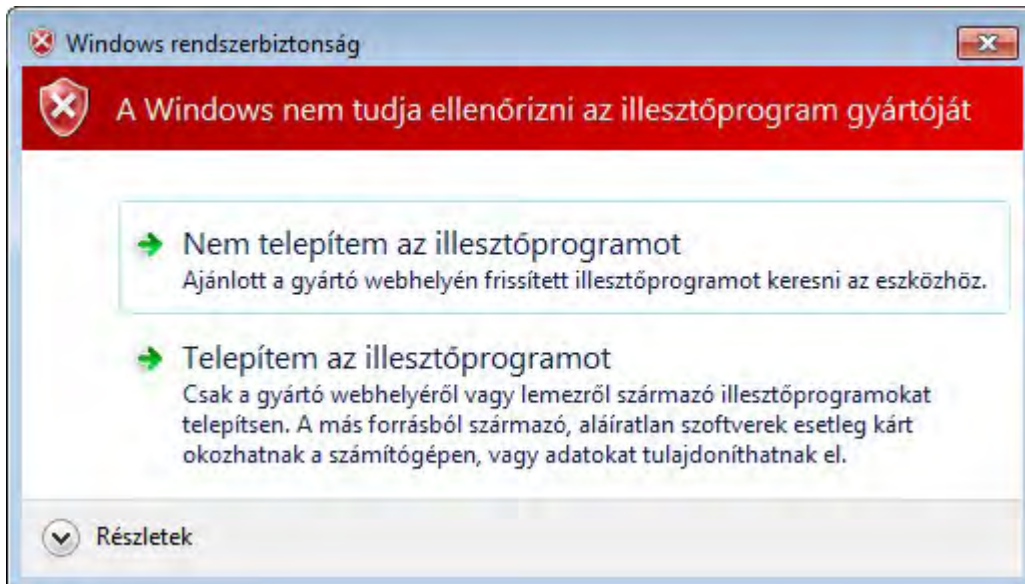 Windows rendszerbiztonság
A Windows nem tudja ellenőrizni az illesztőprogram gyártóját
Nem telepítem az illesztőprogramot
Ajánlott a gyártó webhelyén frissített illesztőprogramot keresni az eszközhöz.
Telepítem az illesztőprogramot
Csak a gyártó webhelyéről vagy lemezről származó illesztőprogramokat
telepítsen. A más forrásból származó, aláíratlan szoftverek esetleg kárt
okozhatnak a számítógépen, vagy adatokat tulajdoníthatnak el.
Részletek